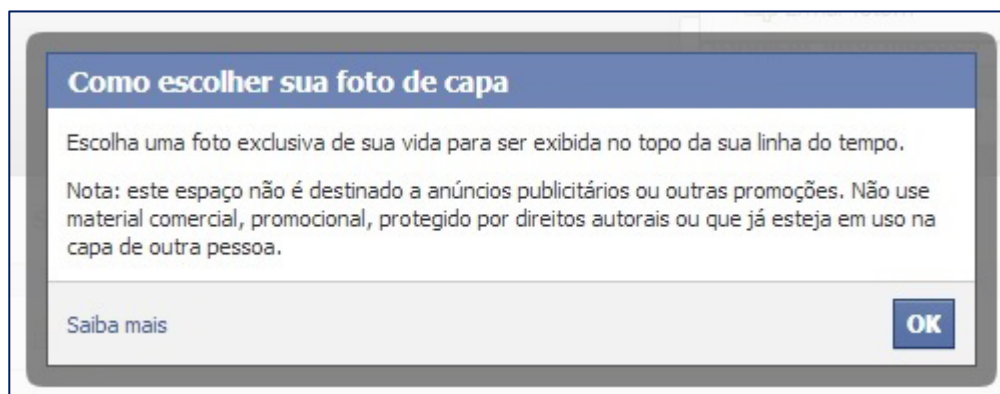 Como escolher sua foto de capa
Escolha uma foto exclusiva de sua vida para ser exibida no topo da sua linha do tempo.
Nota: este espaço não é destinado a anúncios publicitários ou outras promoções. Não use
material comercial, promocional, protegido por direitos autorais ou que já esteja em uso na
capa de outra pessoa.
Saiba mais
OK